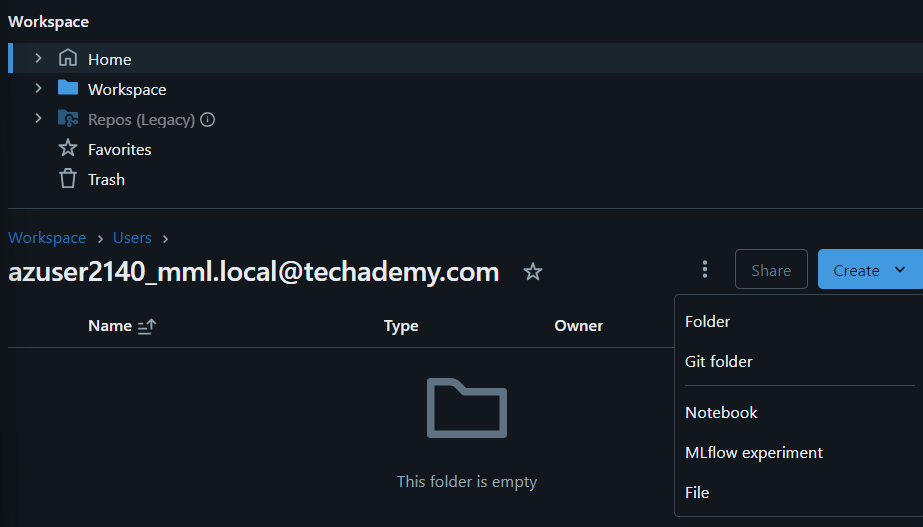 Workspace
Home
Workspace
Repos (Legacy)
Favorites
Trash
Workspace > Users >
azuser2140_mml.local@techademy.com
Share
Create
Name Type Owner
This folder is empty
Folder
Git folder
Notebook
MLflow experiment
File